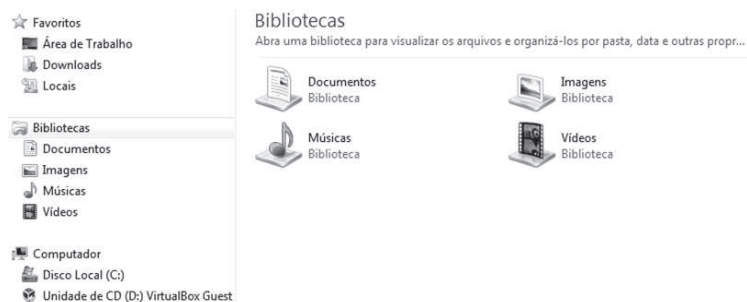 Favoritos
Área de Trabalho
Downloads
Locais
Bibliotecas
Documentos
Imagens
Músicas
Vídeos
Computador
Disco Local (C:)
Unidade de CD (D:) VirtualBox Guest
Bibliotecas
Abra uma biblioteca para visualizar os arquivos e organizá-los por pasta, data e outras propr...
Documentos
Biblioteca
Imagens
Biblioteca
Músicas
Biblioteca
Vídeos
Biblioteca